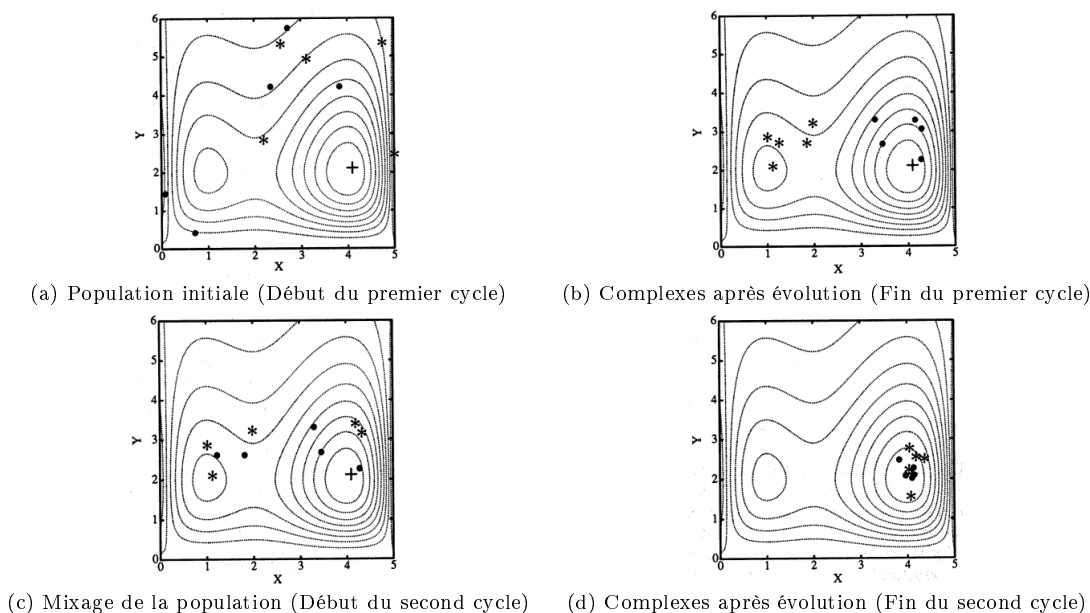 6
5
4
3
2
1
0
Y
0 1 2 3 4 5
X
(a) Population initiale (Début du premier cycle)
6
5
4
3
2
1
0
Y
0 1 2 3 4 5
X
(b) Complexes après évolution (Fin du premier cycle)
6
5
4
3
2
1
0
Y
0 1 2 3 4 5
X
(c) Mixage de la population (Début du second cycle)
6
5
4
3
2
1
0
Y
0 1 2 3 4 5
X
(d) Complexes après évolution (Fin du second cycle)